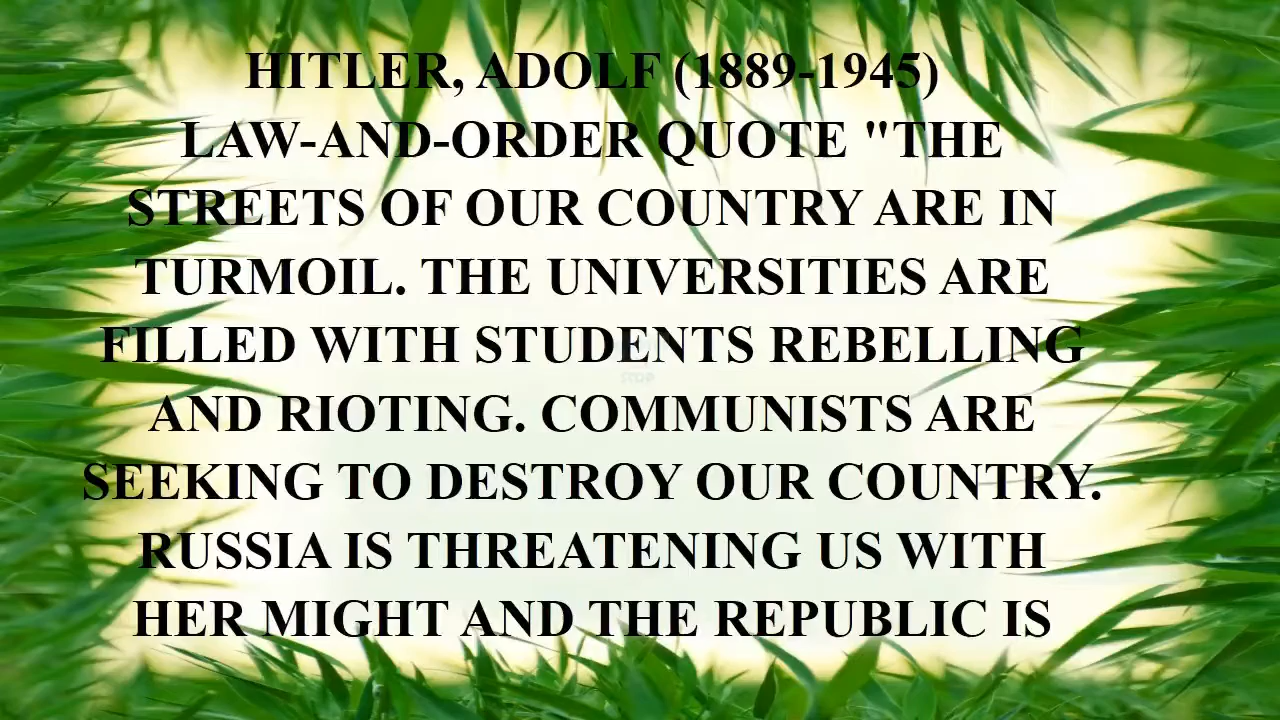 HITLER, ADOLF (1889-1945)
LAW-AND-ORDER QUOTE "THE
STREETS OF OUR COUNTRY ARE IN
TURMOIL. THE UNIVERSITIES ARE
FILLED WITH STUDENTS REBELLING
AND RIOTING. COMMUNISTS ARE
SEEKING TO DESTROY OUR COUNTRY.
RUSSIA IS THREATENING US WITH
HER MIGHT AND THE REPUBLIC IS